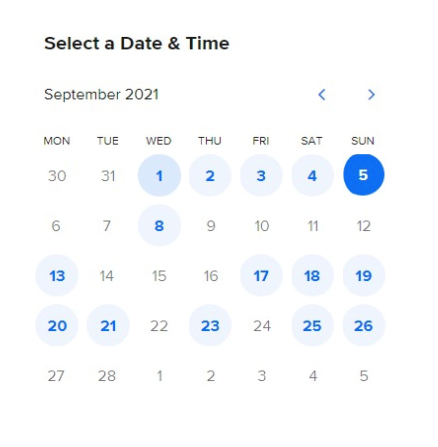 Select a Date & Time
September 2021
MON TUE WED THU FRI SAT SUN
30 31 1 2 3 4 5
6 7 8 9 10 11 12
13 14 15 16 17 18 19
20 21 22 23 24 25 26
27 28 1 2 3 4 5